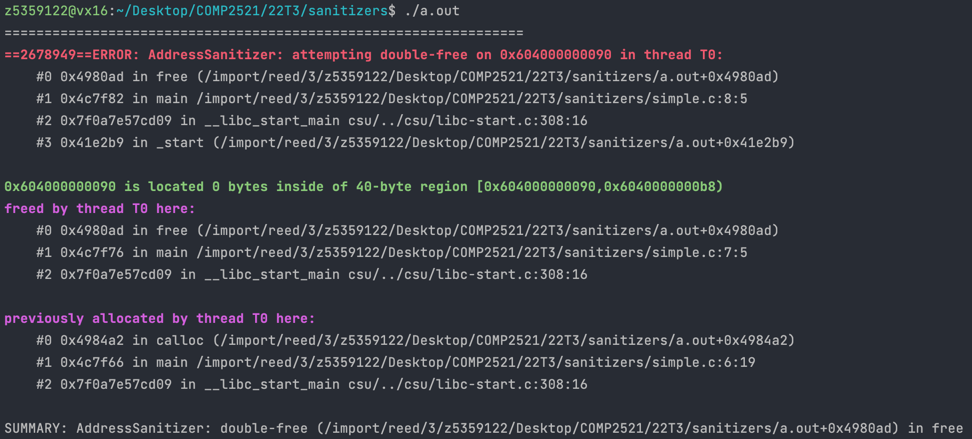 z5359122@vx16:~/Desktop/COMP2521/22T3/sanitizers$ ./a.out
=================================================================
==2678949==ERROR: AddressSanitizer: attempting double-free on 0x604000000090 in thread T0:
    #0 0x4980ad in free (/import/reed/3/z5359122/Desktop/COMP2521/22T3/sanitizers/a.out+0x4980ad)
    #1 0x4c7f82 in main /import/reed/3/z5359122/Desktop/COMP2521/22T3/sanitizers/simple.c:8:5
    #2 0x7f0a7e57cd09 in __libc_start_main csu/../csu/libc-start.c:308:16
    #3 0x41e2b9 in _start (/import/reed/3/z5359122/Desktop/COMP2521/22T3/sanitizers/a.out+0x41e2b9)

0x604000000090 is located 0 bytes inside of 40-byte region [0x604000000090,0x6040000000b8)
freed by thread T0 here:
    #0 0x4980ad in free (/import/reed/3/z5359122/Desktop/COMP2521/22T3/sanitizers/a.out+0x4980ad)
    #1 0x4c7f76 in main /import/reed/3/z5359122/Desktop/COMP2521/22T3/sanitizers/simple.c:7:5
    #2 0x7f0a7e57cd09 in __libc_start_main csu/../csu/libc-start.c:308:16

previously allocated by thread T0 here:
    #0 0x4984a2 in calloc (/import/reed/3/z5359122/Desktop/COMP2521/22T3/sanitizers/a.out+0x4984a2)
    #1 0x4c7f66 in main /import/reed/3/z5359122/Desktop/COMP2521/22T3/sanitizers/simple.c:6:19
    #2 0x7f0a7e57cd09 in __libc_start_main csu/../csu/libc-start.c:308:16

SUMMARY: AddressSanitizer: double-free (/import/reed/3/z5359122/Desktop/COMP2521/22T3/sanitizers/a.out+0x4980ad) in free